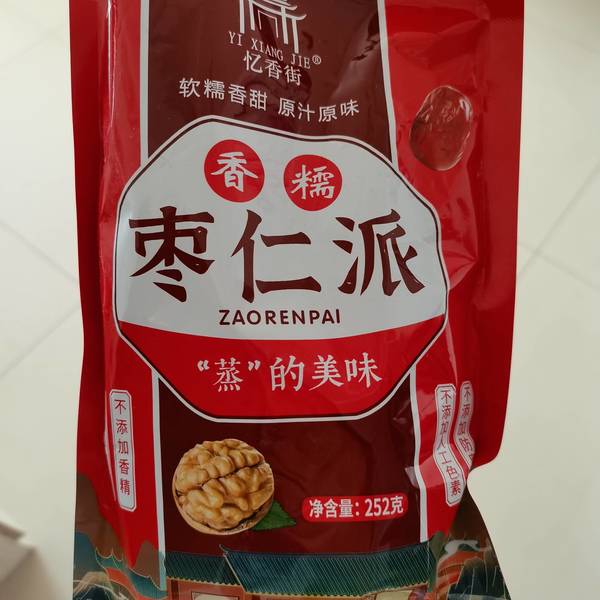 YI XIANG JIE®
忆香街
软糯香甜 原汁原味
香糯
枣仁派
ZAORENPAI
“蒸”的美味
不添加香精
不添加人工色素
不添加防
净含量：252克